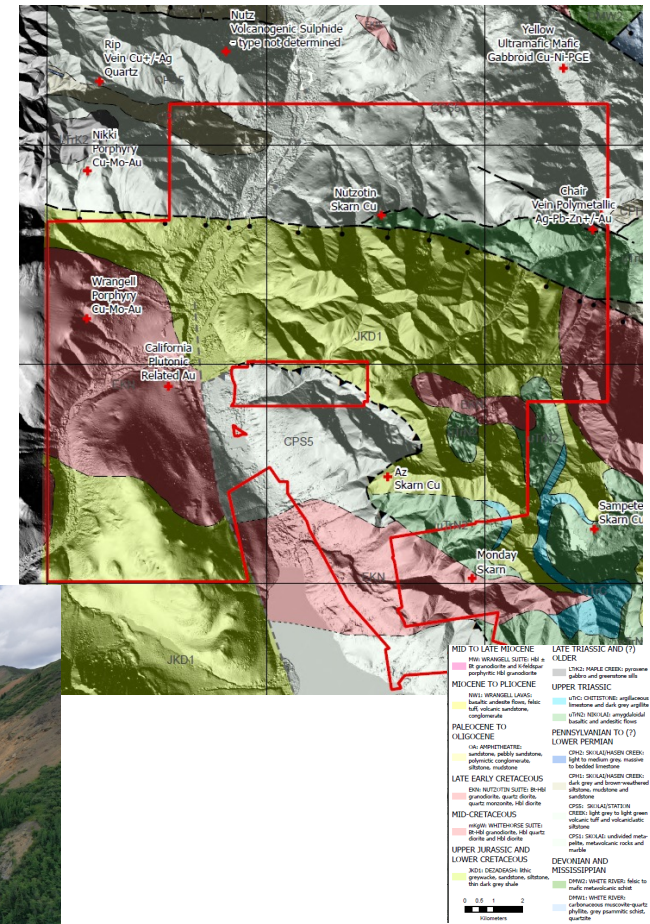 Nutz
Volcanogenic Sulphide
- type not determined
Rip
Vein Cu+/-Ag
Quartz
Yellow
Ultramafic Mafic
Gabbroid Cu-Ni-PGE
Nikki
Porphyry
Cu-Mo-Au
Nutzotin
Skarn Cu
Chair
Vein Polymetallic
Ag-Pb-Zn+/-Au
Wrangell
Porphyry
Cu-Mo-Au
JKD1
California
Plutonic
Related Au
CPS5
Az
Skarn Cu
uTrN2
Sampete
Skarn Cu
uTrN2
Monday
Skarn
EKN
JKD1
MID TO LATE MIOCENE
MW: WRANGELL SUITE: Hbl ±
Bt granodiorite and K-feldspar
porphyritic Hbl granodiorite
MIOCENE TO PLIOCENE
NW1: WRANGELL LAVAS:
basaltic andesite flows, felsic
tuff, volcanic sandstone,
conglomerate
PALEOCENE TO
OLIGOCENE
OA: AMPHITHEATRE:
sandstone, pebbly sandstone,
polymictic conglomerate,
siltstone, mudstone
LATE EARLY CRETACEOUS
EKN: NUTZOTIN SUITE: Bt-Hbl
granodiorite, quartz diorite,
quartz monzonite, Hbl diorite
MID-CRETACEOUS
mKgW: WHITEHORSE SUITE:
Bt-Hbl granodiorite, Hbl quartz
diorite and Hbl diorite
UPPER JURASSIC AND
LOWER CRETACEOUS
JKD1: DEZADEASH: lithic
greywacke, sandstone, siltstone,
thin dark grey shale
0 0.5 1 2
Kilometers
LATE TRIASSIC AND (?)
OLDER
LTrK2: MAPLE CREEK: pyroxene
gabbro and greenstone sills
UPPER TRIASSIC
uTrC: CHITISTONE: argillaceous
limestone and dark grey argillite
uTrN2: NIKOLAI: amygdaloidal
basaltic and andesitic flows
PENNSYLVANIAN TO (?)
LOWER PERMIAN
CPH2: SKOLAI/HASEN CREEK:
light to medium grey, massive
to bedded limestone
CPH1: SKOLAI/HASEN CREEK:
dark grey and brown-weathered
siltstone, mudstone and
sandstone
CPS5: SKOLAI/STATION
CREEK: light grey to light green
volcanic tuff and volcaniclastic
siltstone
CPS1: SKOLAI: undivided meta-
pelite, metavolcanic rocks and
marble
DEVONIAN AND
MISSISSIPPIAN
DMW2: WHITE RIVER: felsic to
mafic metavolcanic schist
DMW1: WHITE RIVER:
carbonaceous muscovite-quartz
phyllite, grey psammitic schist,
quartzite